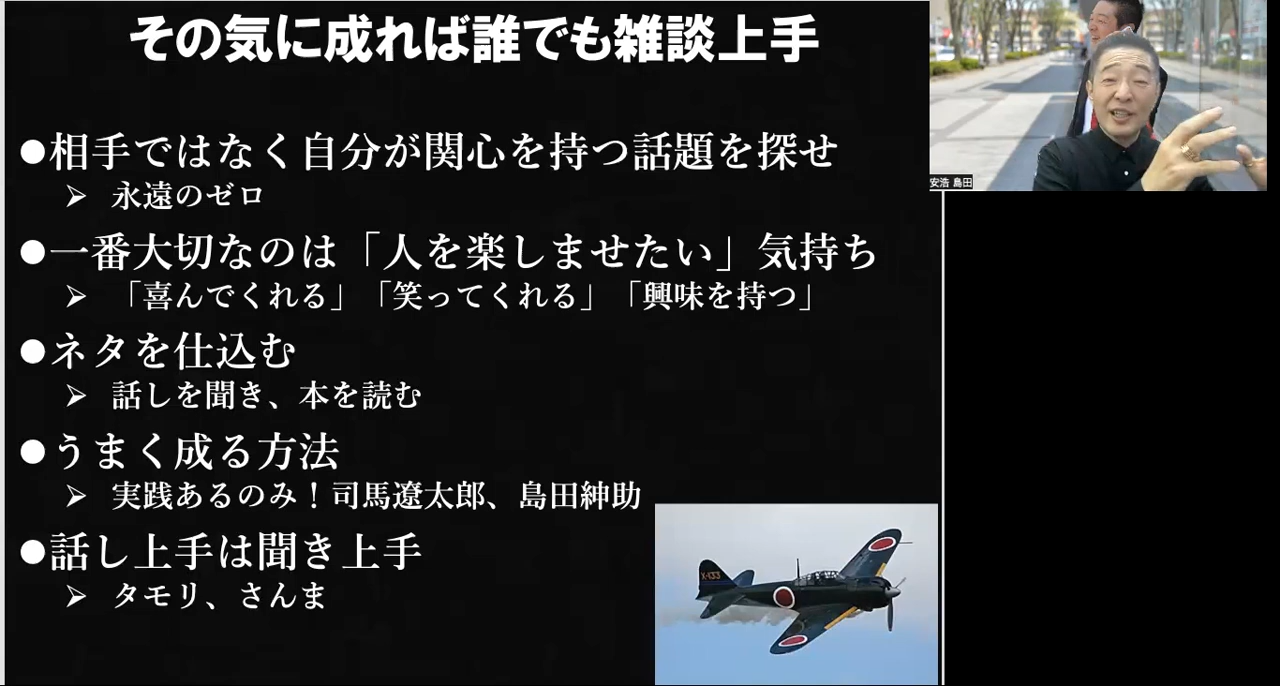 その気に成れば誰でも雑談上手
●相手ではなく自分が関心を持つ話題を探せ
➢ 永遠のゼロ
●一番大切なのは「人を楽しませたい」気持ち
➢ 「喜んでくれる」「笑ってくれる」「興味を持つ」
●ネタを仕込む
➢ 話しを聞き、本を読む
●うまく成る方法
➢ 実践あるのみ！司馬遼太郎、島田紳助
●話し上手は聞き上手
➢ タモリ、さんま
安浩 島田
X-133